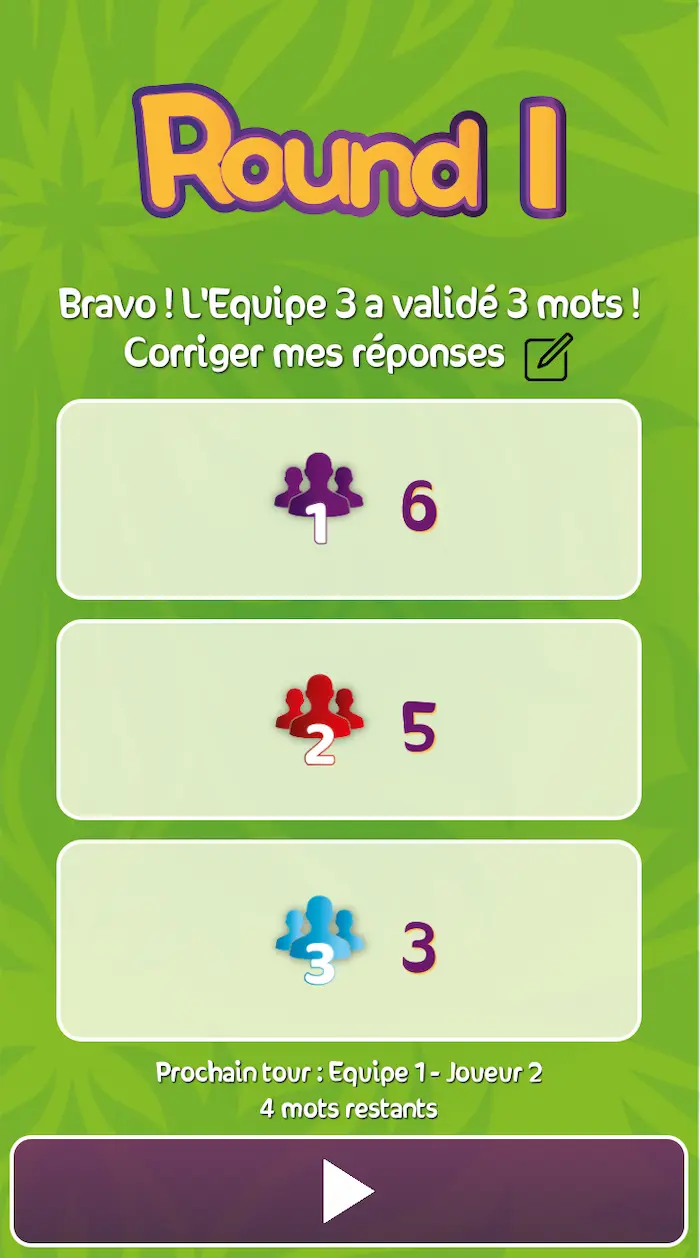 Round 1
Bravo ! L'Equipe 3 a validé 3 mots !
Corriger mes réponses
1 6
2 5
3 3
Prochain tour : Equipe 1 - Joueur 2
4 mots restants